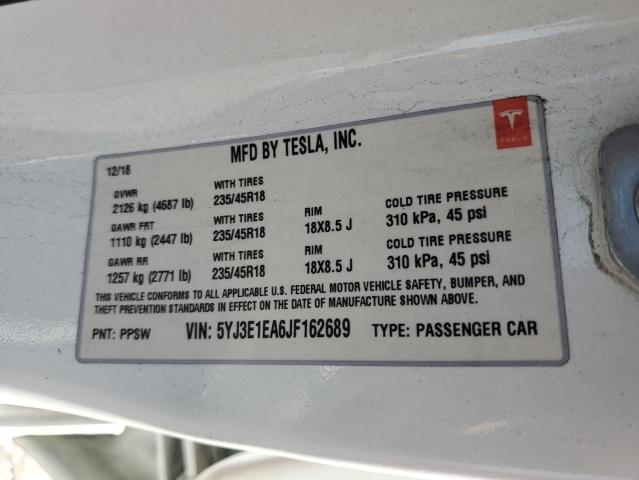 MFD BY TESLA, INC.
TESLA
12/18
GVWR WITH TIRES
2126 kg (4687 lb) 235/45R18
GAWR FRT WITH TIRES RIM COLD TIRE PRESSURE
1110 kg (2447 lb) 235/45R18 18X8.5 J 310 kPa, 45 psi
GAWR RR WITH TIRES RIM COLD TIRE PRESSURE
1257 kg (2771 lb) 235/45R18 18X8.5 J 310 kPa, 45 psi
THIS VEHICLE CONFORMS TO ALL APPLICABLE U.S. FEDERAL MOTOR VEHICLE SAFETY, BUMPER, AND
THEFT PREVENTION STANDARDS IN EFFECT ON THE DATE OF MANUFACTURE SHOWN ABOVE.
PNT: PPSW VIN: 5YJ3E1EA6JF162689 TYPE: PASSENGER CAR